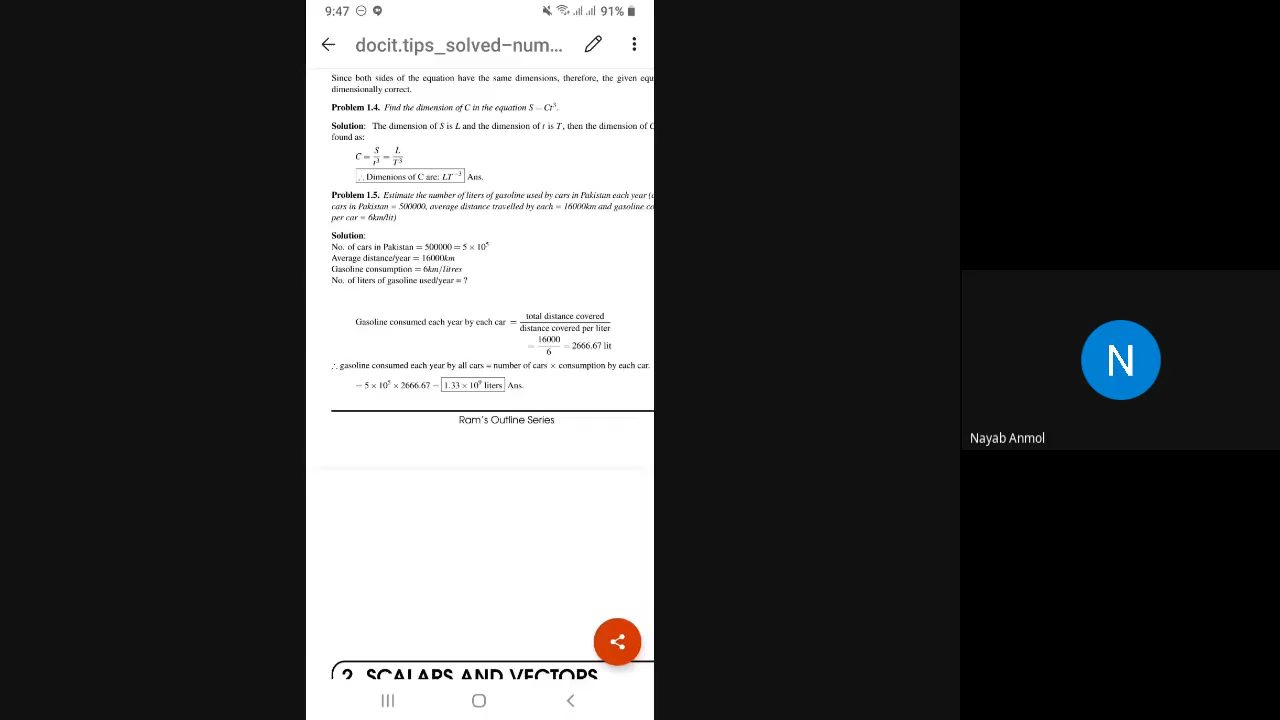 9:47 91%
docit.tips_solved-num...
Since both sides of the equation have the same dimensions, therefore, the given equ
dimensionally correct.
Problem 1.4. Find the dimension of C in the equation S = Ct³.
Solution: The dimension of S is L and the dimension of t is T, then the dimension of C
found as:
C = S/t³ = L/T³
∴ Dimenions of C are: LT⁻³ Ans.
Problem 1.5. Estimate the number of liters of gasoline used by cars in Pakistan each year (
cars in Pakistan = 500000, average distance travelled by each = 16000km and gasoline co
per car = 6km/lit)
Solution:
No. of cars in Pakistan = 500000 = 5 × 10⁵
Average distance/year = 16000km
Gasoline consumption = 6km/litres
No. of liters of gasoline used/year = ?
Gasoline consumed each year by each car = total distance covered / distance covered per liter
= 16000/6 = 2666.67 lit
∴ gasoline consumed each year by all cars = number of cars × consumption by each car.
= 5 × 10⁵ × 2666.67 = 1.33 × 10⁹ liters Ans.
Ram's Outline Series
2. SCALARS AND VECTORS
N
Nayab Anmol